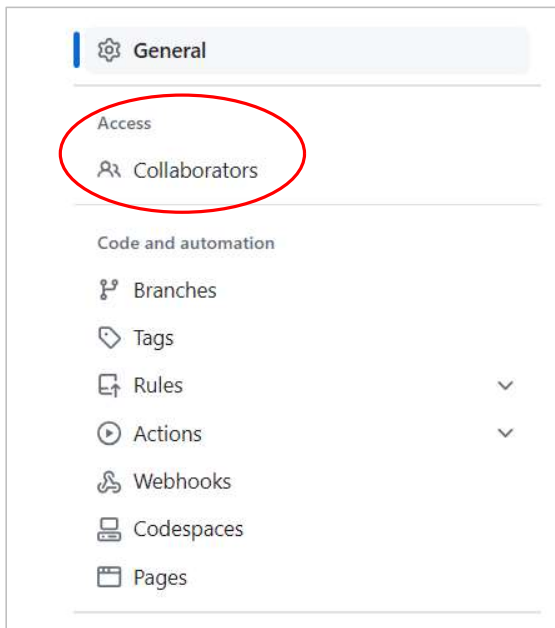 General
Access
Collaborators
Code and automation
Branches
Tags
Rules
Actions
Webhooks
Codespaces
Pages